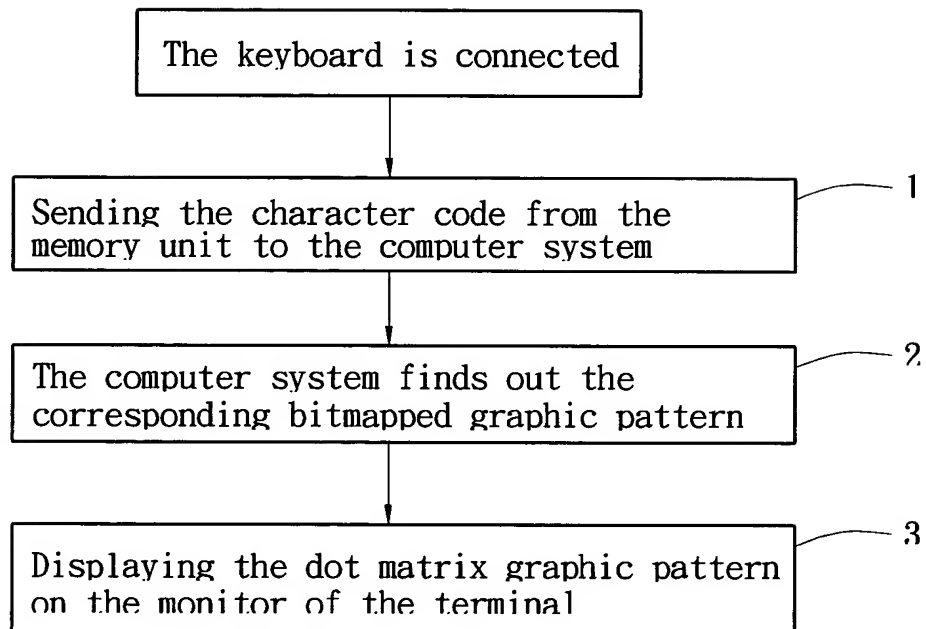 The keyboard is connected
1
Sending the character code from the
memory unit to the computer system
2
The computer system finds out the
corresponding bitmapped graphic pattern
3
Displaying the dot matrix graphic pattern
on the monitor of the terminal